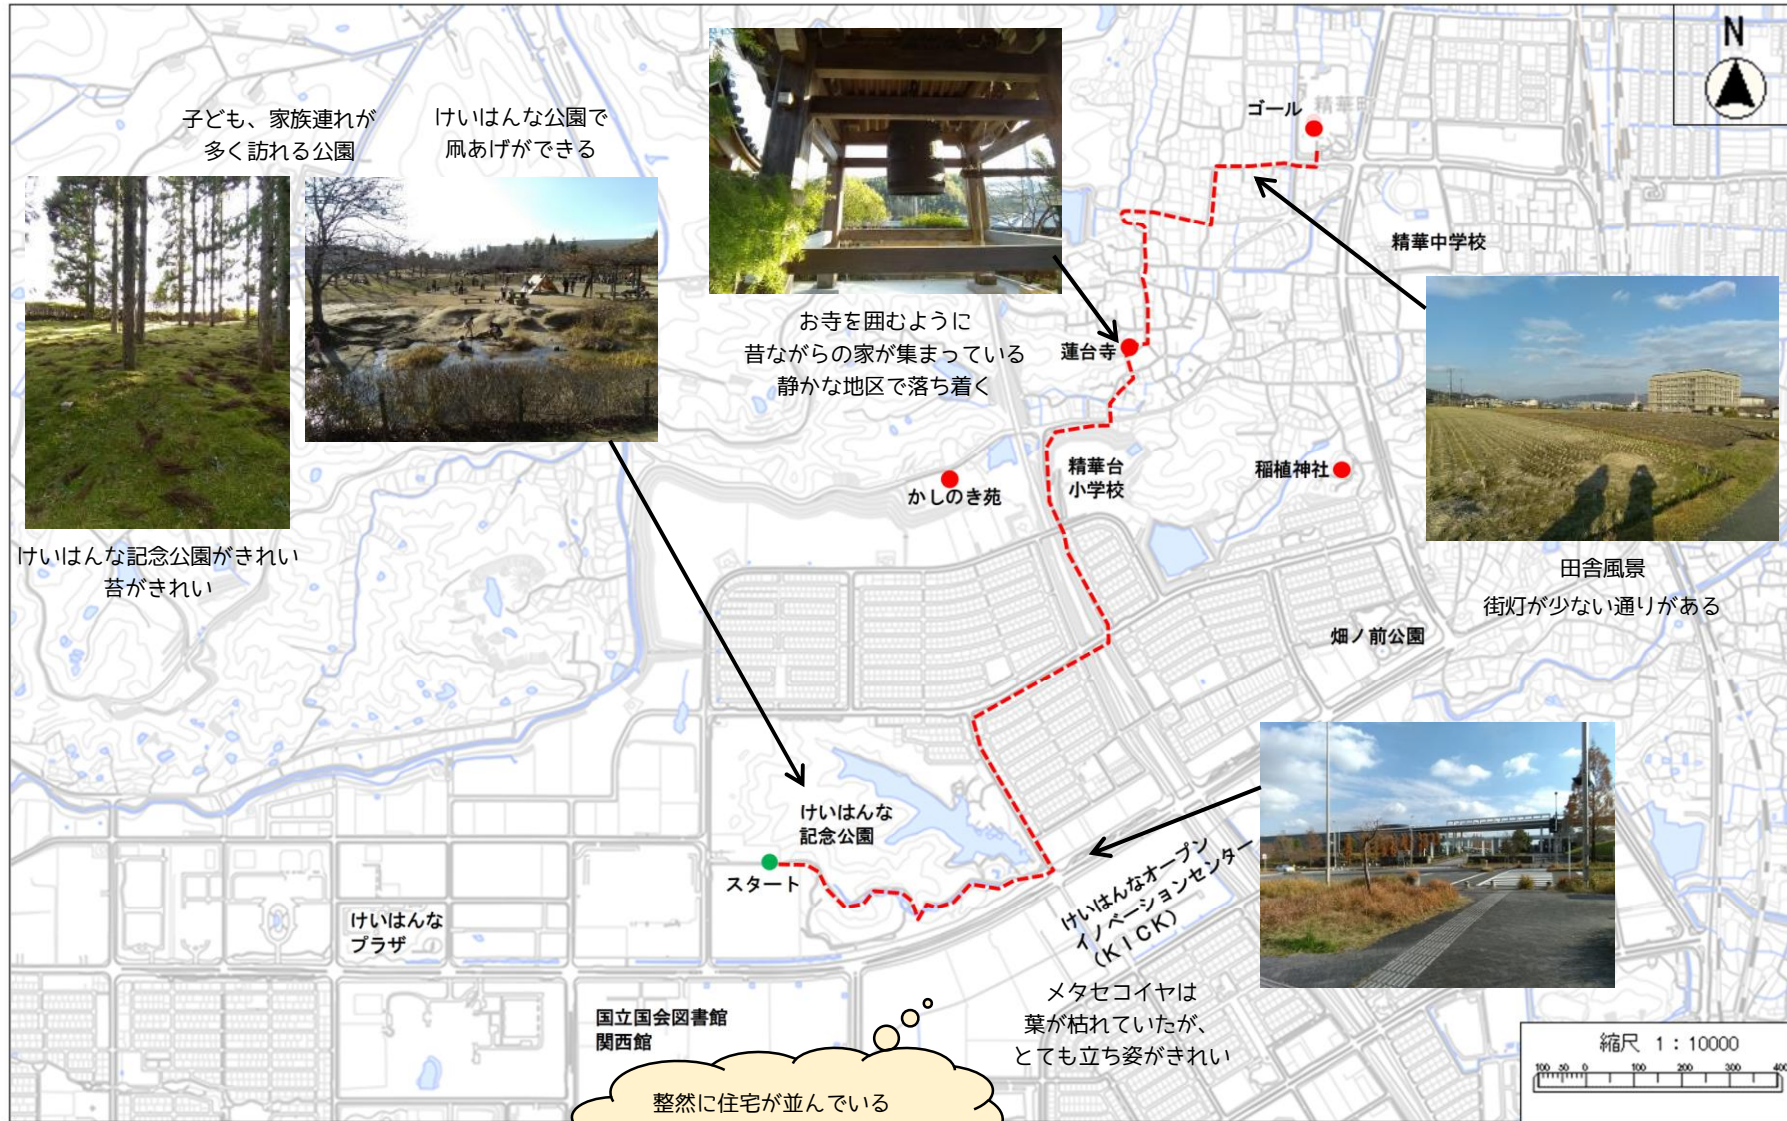 N
子ども、家族連れが
多く訪れる公園
けいはんな公園で
凧あげができる
ゴール
精華町
精華中学校
お寺を囲むように
昔ながらの家が集まっている
静かな地区で落ち着く
蓮台寺
精華台
小学校
稲植神社
かしのき苑
けいはんな記念公園がきれい
苔がきれい
田舎風景
街灯が少ない通りがある
畑ノ前公園
けいはんな
記念公園
スタート
けいはんな
プラザ
けいはんなオープン
イノベーションセンター
(KICK)
メタセコイヤは
葉が枯れていたが、
とても立ち姿がきれい
国立国会図書館
関西館
整然に住宅が並んでいる
縮尺 1:10000
100 50 0 100 200 300 400